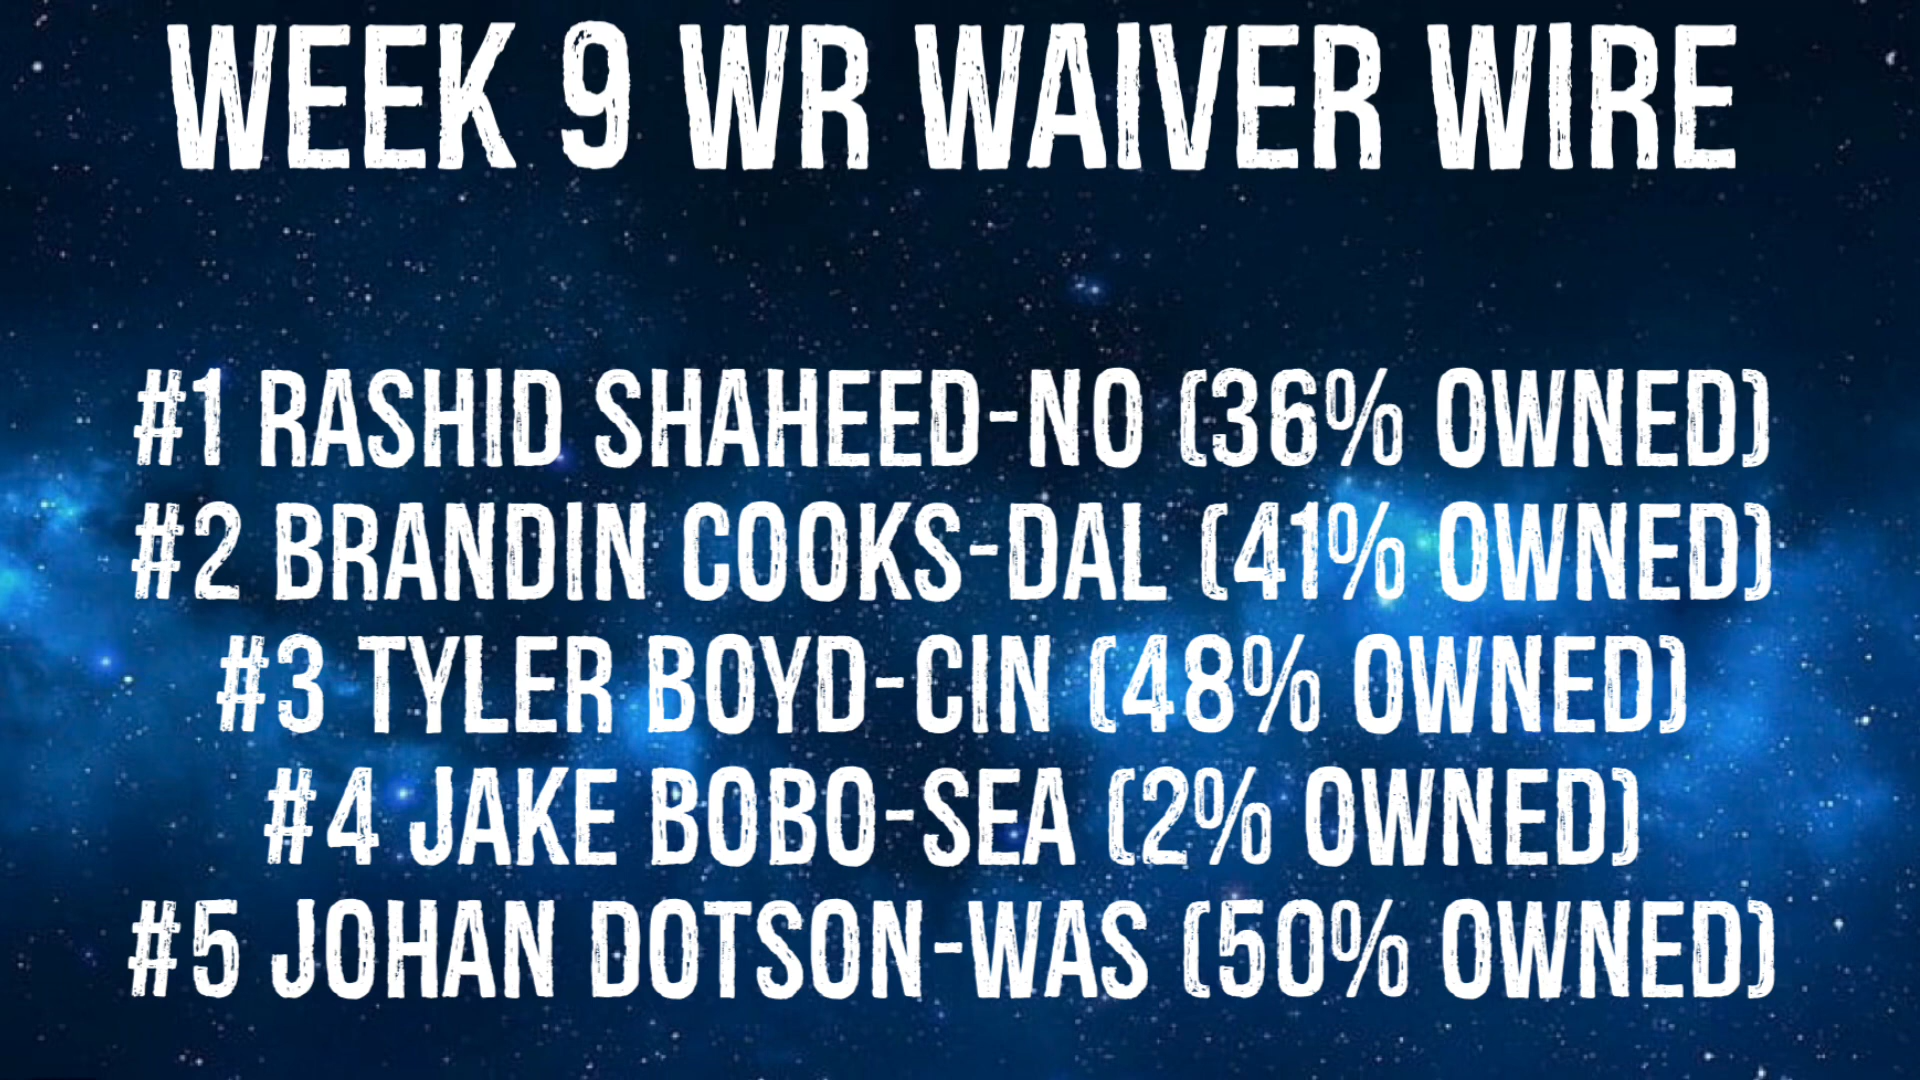 WEEK 9 WR WAIVER WIRE
#1 RASHID SHAHEED-NO (36% OWNED)
#2 BRANDIN COOKS-DAL (41% OWNED)
#3 TYLER BOYD-CIN (48% OWNED)
#4 JAKE BOBO-SEA (2% OWNED)
#5 JOHAN DOTSON-WAS (50% OWNED)